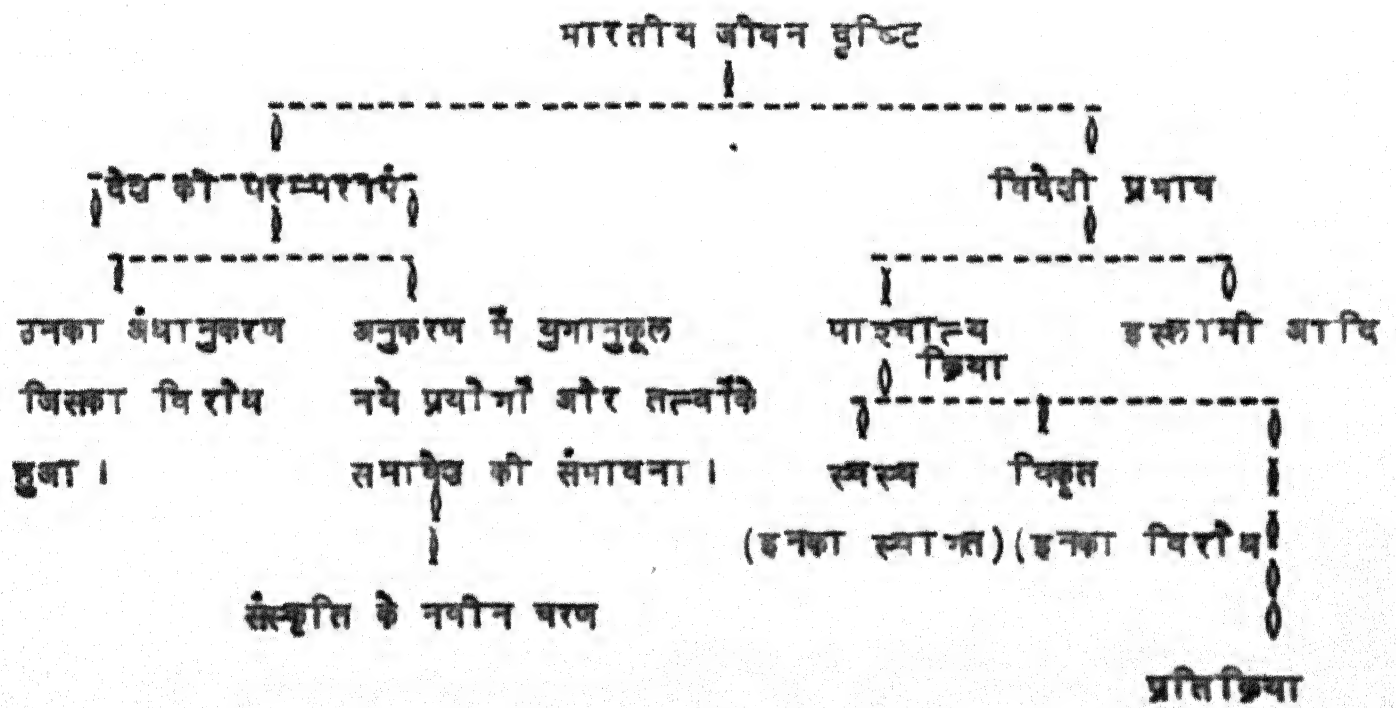 भारतीय जीवन दृष्टि
देश की परम्पराएं
विदेशी प्रभाव
उनका अंधानुकरण
जिसका विरोध
हुआ ।
अनुकरण में युगानुकूल
नये प्रयोगों और तत्वोंके
समावेश की संभावना ।
संस्कृति के नवीन चरण
पाश्चात्य
इस्लामी आदि
क्रिया
स्वस्थ
विकृत
(इनका स्वागत)
(इनका विरोध
प्रतिक्रिया